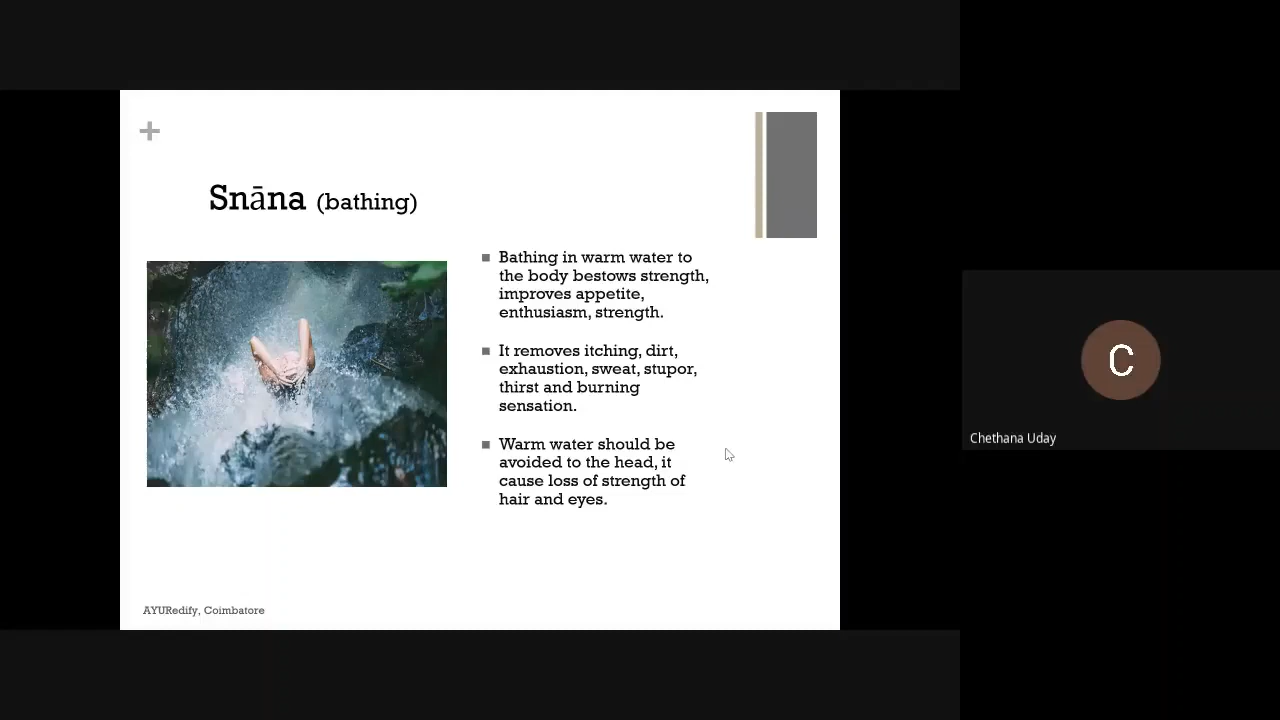 +
Snāna (bathing)
Bathing in warm water to
the body bestows strength,
improves appetite,
enthusiasm, strength.
It removes itching, dirt,
exhaustion, sweat, stupor,
thirst and burning
sensation.
Warm water should be
avoided to the head, it
cause loss of strength of
hair and eyes.
AYURedify, Coimbatore
C
Chethana Uday